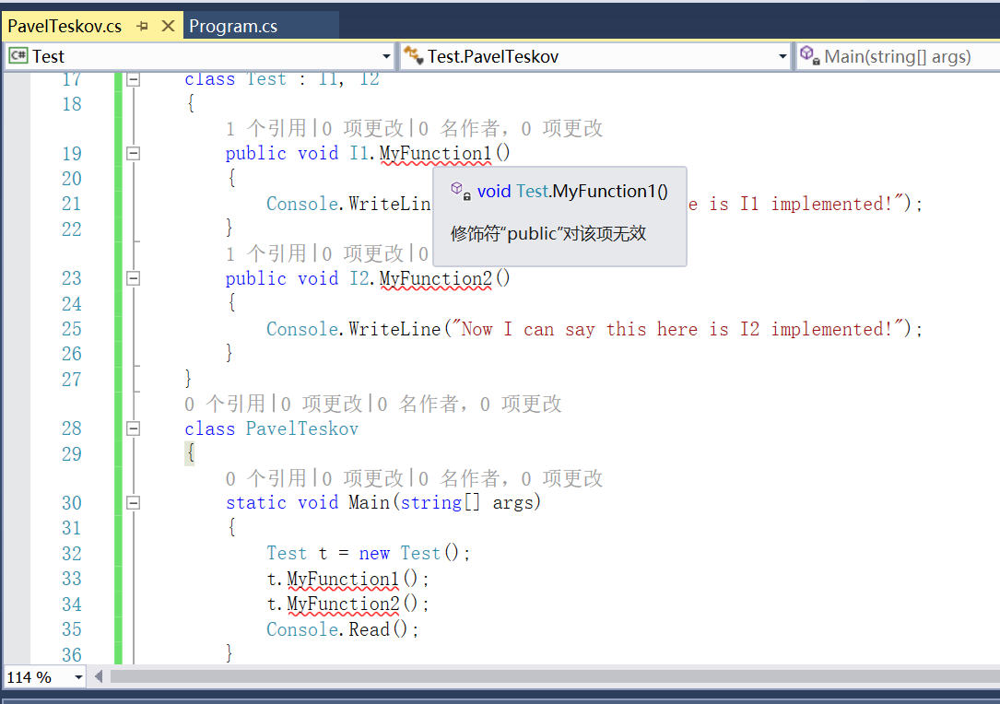 PavelTeskov.cs Program.cs
C# Test Test.PavelTeskov Main(string[] args)
17 class Test : I1, I2
18 {
1 个引用|0 项更改|0 名作者, 0 项更改
19 public void I1.MyFunction1()
20 {
21 Console.WriteLin e is I1 implemented!");
void Test.MyFunction1()
修饰符“public”对该项无效
22 }
1 个引用|0 项更改|0
23 public void I2.MyFunction2()
24 {
25 Console.WriteLine("Now I can say this here is I2 implemented!");
26 }
27 }
0 个引用|0 项更改|0 名作者, 0 项更改
28 class PavelTeskov
29 {
0 个引用|0 项更改|0 名作者, 0 项更改
30 static void Main(string[] args)
31 {
32 Test t = new Test();
33 t.MyFunction1();
34 t.MyFunction2();
35 Console.Read();
36 }
114 %